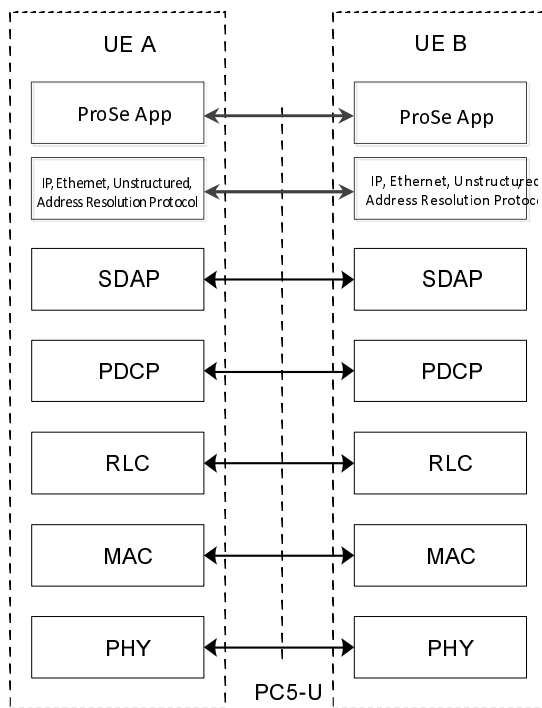 UE A
UE B
ProSe App
ProSe App
IP, Ethernet, Unstructured,
Address Resolution Protocol
IP, Ethernet, Unstructured
Address Resolution Protoco
SDAP
SDAP
PDCP
PDCP
RLC
RLC
MAC
MAC
PHY
PHY
PC5-U